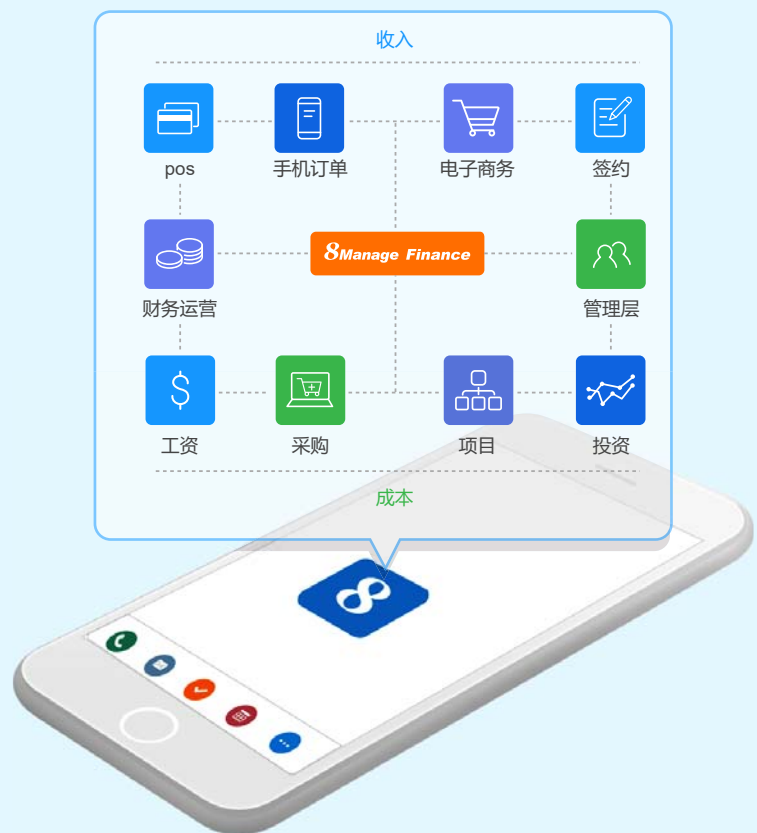 收入
pos
手机订单
电子商务
签约
8Manage Finance
财务运营
管理层
工资
采购
项目
投资
成本
8